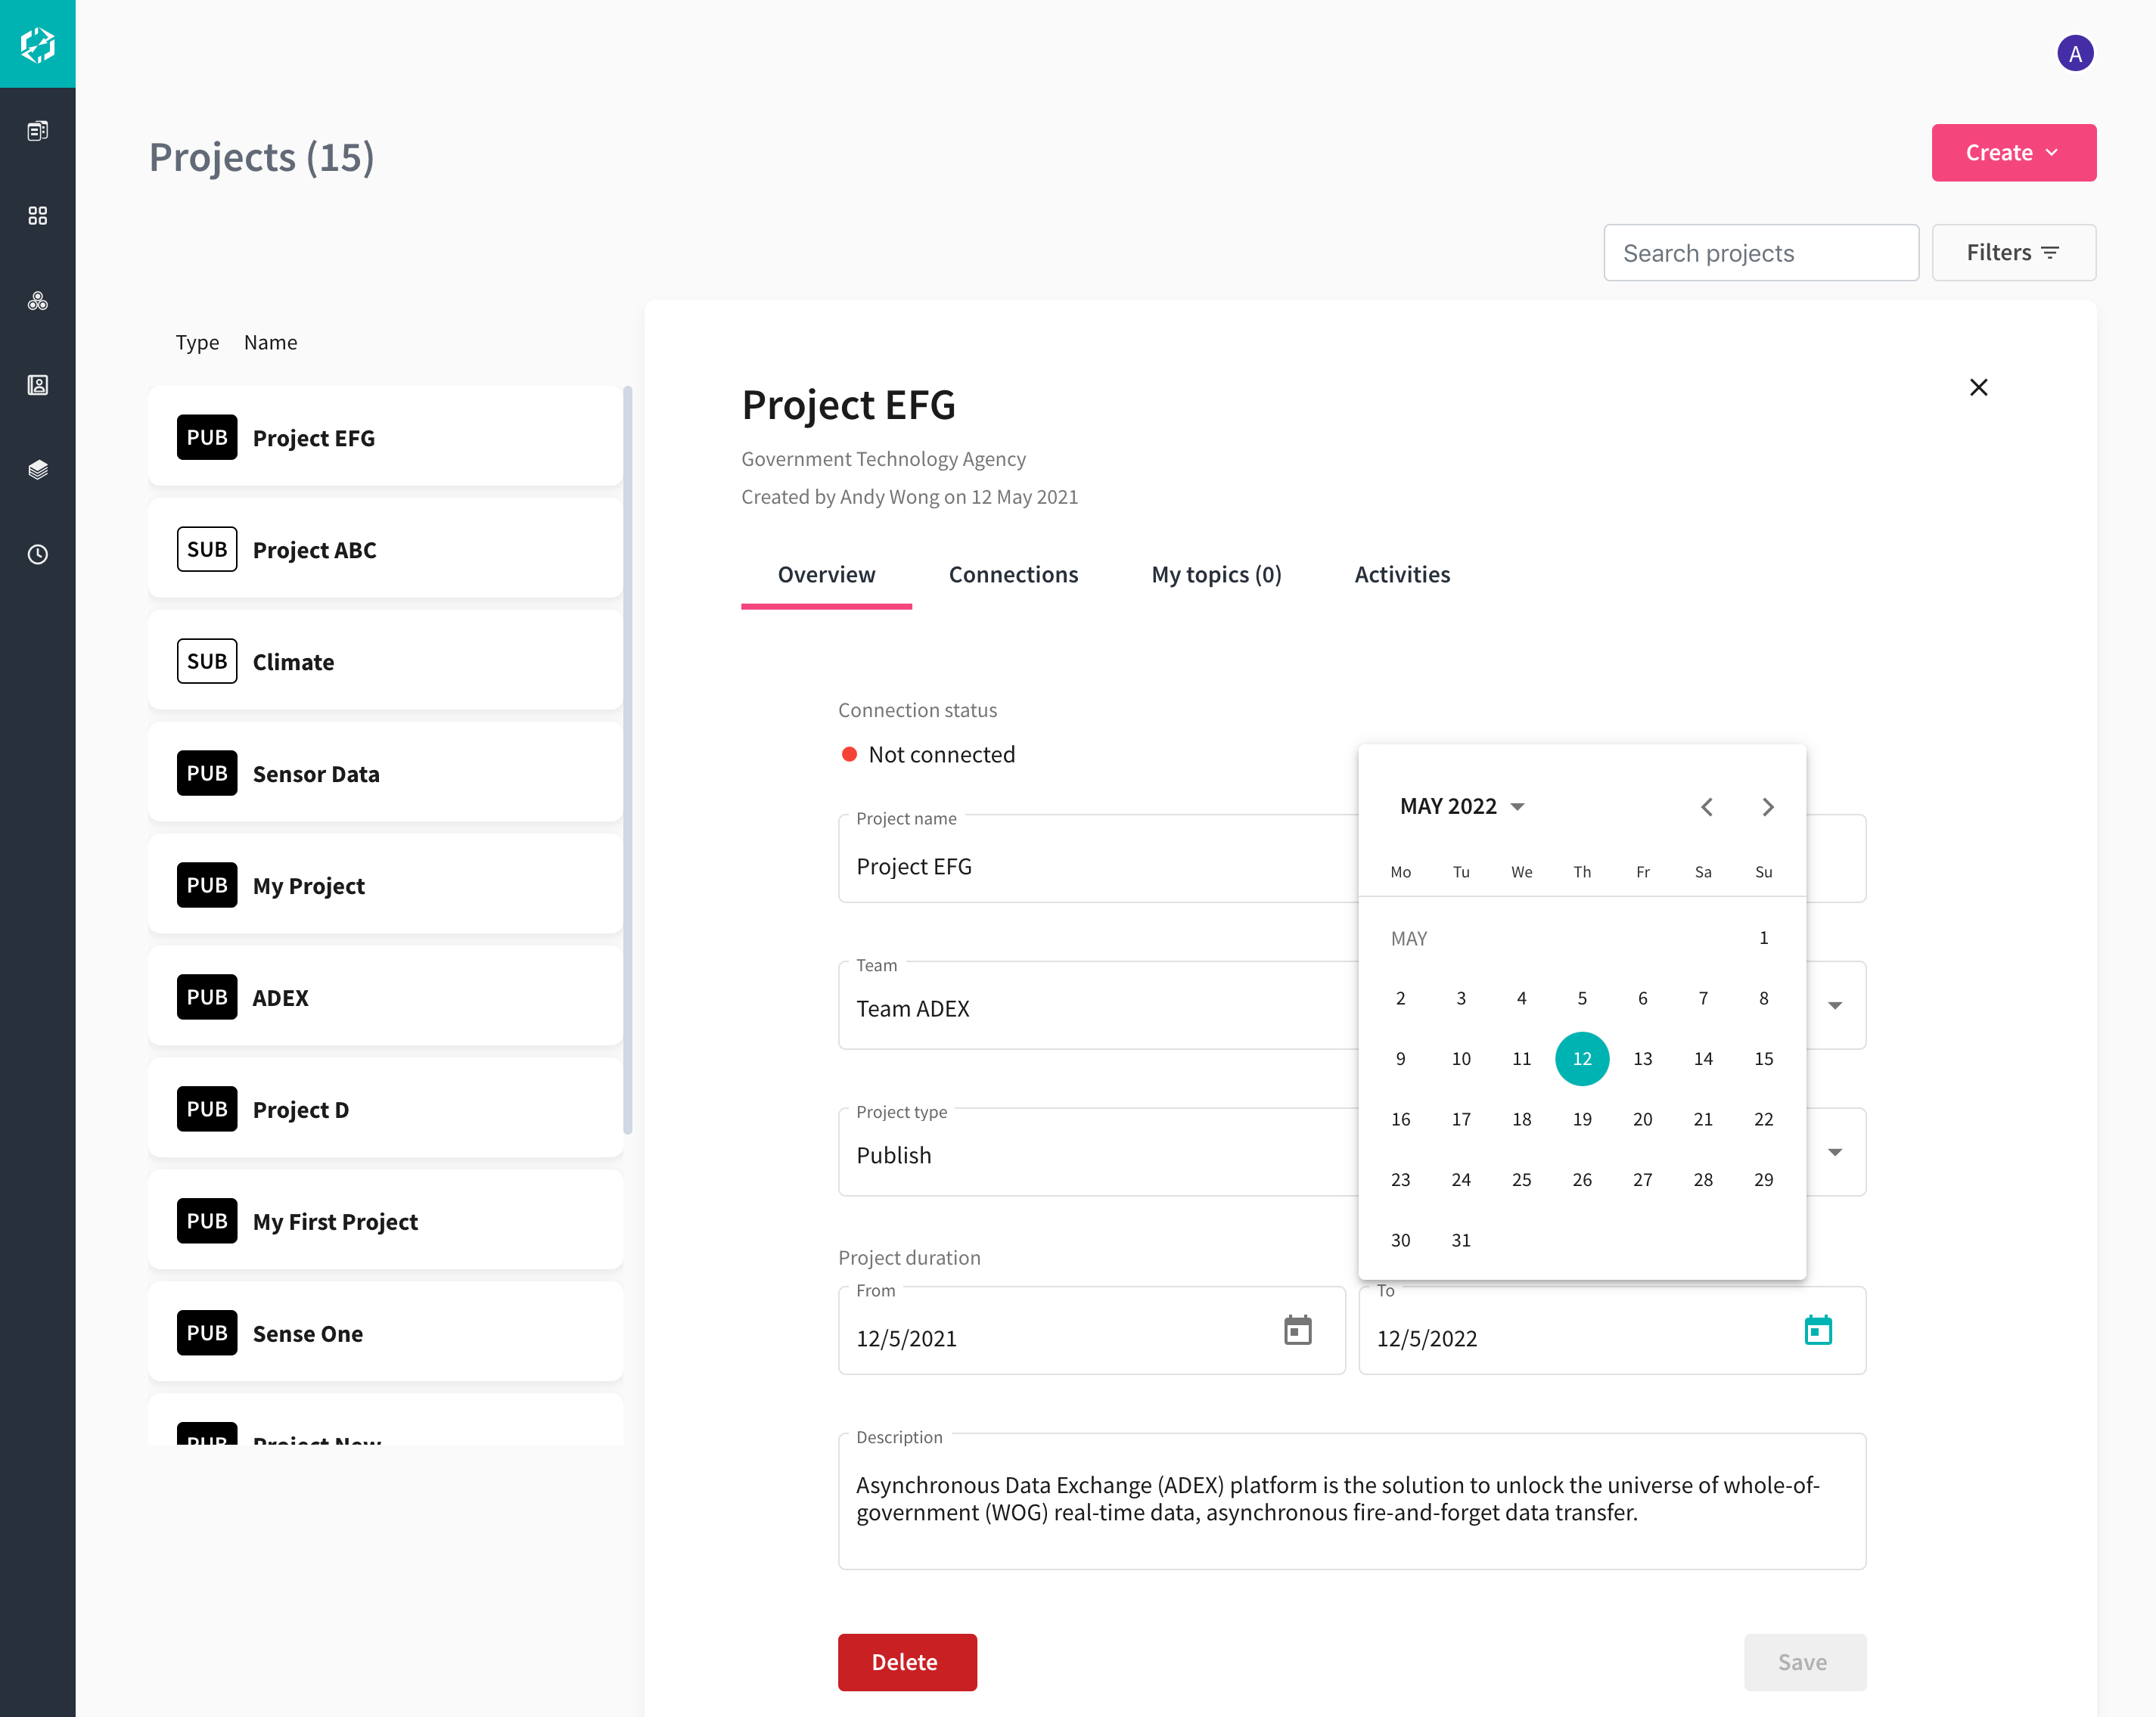 A
Projects (15)
Create
Search projects
Filters
Type Name
PUB Project EFG
SUB Project ABC
SUB Climate
PUB Sensor Data
PUB My Project
PUB ADEX
PUB Project D
PUB My First Project
PUB Sense One
PUB Project New
Project EFG
Government Technology Agency
Created by Andy Wong on 12 May 2021
Overview Connections My topics (0) Activities
Connection status
Not connected
Project name
Project EFG
Team
Team ADEX
Project type
Publish
MAY 2022
Mo Tu We Th Fr Sa Su
MAY 1
2 3 4 5 6 7 8
9 10 11 12 13 14 15
16 17 18 19 20 21 22
23 24 25 26 27 28 29
30 31
Project duration
From
12/5/2021
To
12/5/2022
Description
Asynchronous Data Exchange (ADEX) platform is the solution to unlock the universe of whole-of-
government (WOG) real-time data, asynchronous fire-and-forget data transfer.
Delete
Save